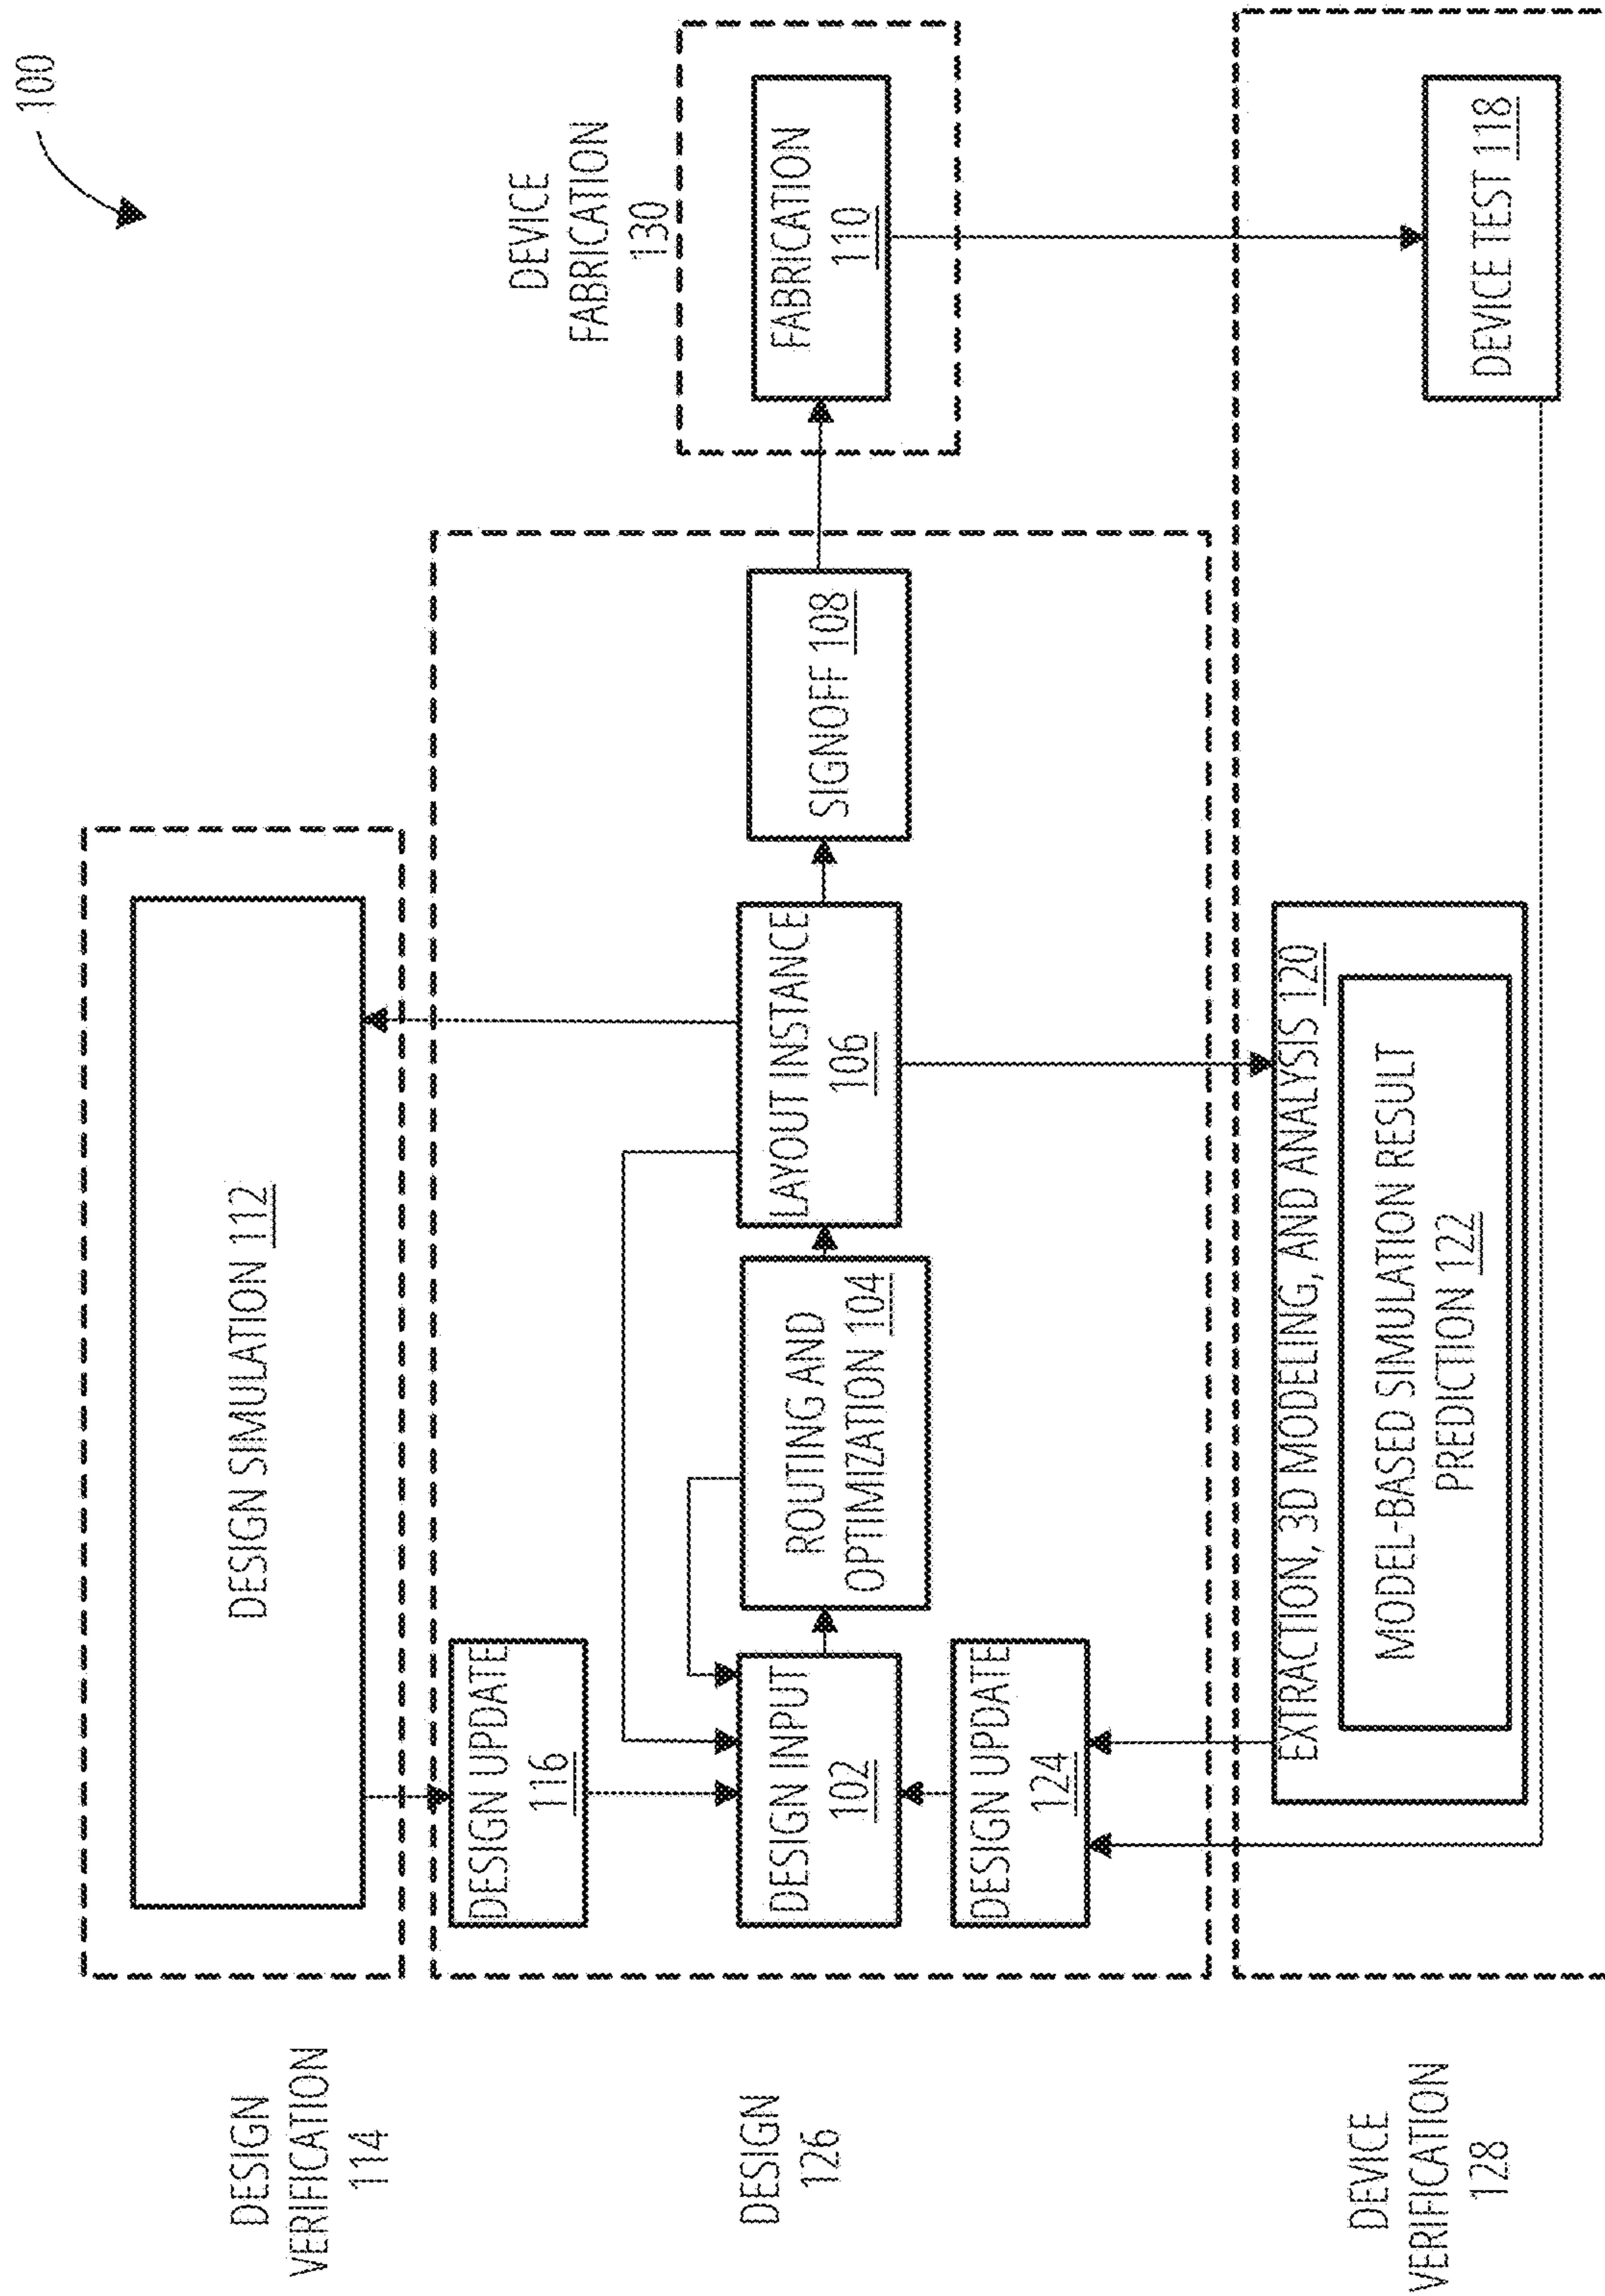 100
DESIGN
VERIFICATION
114
DESIGN SIMULATION 112
DESIGN
126
DESIGN UPDATE
116
DESIGN INPUT
102
DESIGN UPDATE
124
ROUTING AND
OPTIMIZATION 104
LAYOUT INSTANCE
106
SIGNOFF 108
DEVICE
FABRICATION
130
FABRICATION
110
DEVICE
VERIFICATION
128
EXTRACTION, 3D MODELING, AND ANALYSIS 120
MODEL-BASED SIMULATION RESULT
PREDICTION 122
DEVICE TEST 118